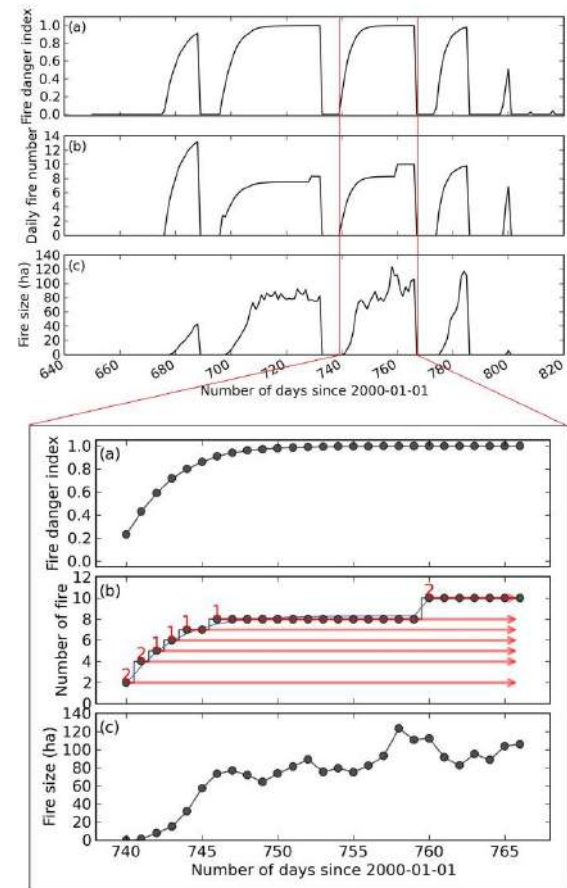 (a)
Fire danger index
1.0
0.8
0.6
0.4
0.2
0.0
(b)
Daily fire number
14
12
10
8
6
4
2
0
(c)
Fire size (ha)
140
120
100
80
60
40
20
0
640 660 680 700 720 740 760 780 800 820
Number of days since 2000-01-01
(a)
Fire danger index
1.0
0.8
0.6
0.4
0.2
0.0
(b)
Number of fire
12
10
8
6
4
2
0
2 2 1 1 1 1 2
(c)
Fire size (ha)
140
120
100
80
60
40
20
0
740 745 750 755 760 765
Number of days since 2000-01-01